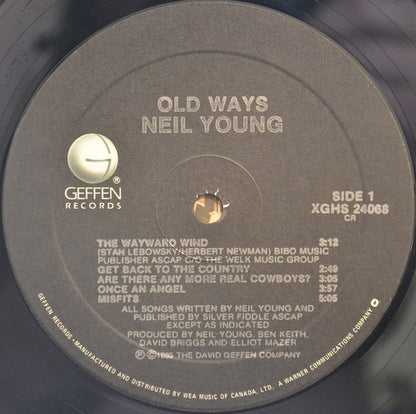 OLD WAYS
NEIL YOUNG
G
®
GEFFEN
RECORDS
SIDE 1
XGHS 24068
CR
THE WAYWARD WIND 3:12
(STAN LEBOWSKY/HERBERT NEWMAN) BIBO MUSIC
PUBLISHER ASCAP C/O THE WELK MUSIC GROUP
GET BACK TO THE COUNTRY 2:49
ARE THERE ANY MORE REAL COWBOYS? 3:05
ONCE AN ANGEL 3:57
MISFITS 5:05
ALL SONGS WRITTEN BY NEIL YOUNG AND
PUBLISHED BY SILVER FIDDLE ASCAP
EXCEPT AS INDICATED
PRODUCED BY NEIL YOUNG, BEN KEITH,
DAVID BRIGGS AND ELLIOT MAZER
℗ © 1985 THE DAVID GEFFEN COMPANY
GEFFEN RECORDS • MANUFACTURED AND DISTRIBUTED BY WEA MUSIC OF CANADA, LTD. • A WARNER COMMUNICATIONS COMPANY